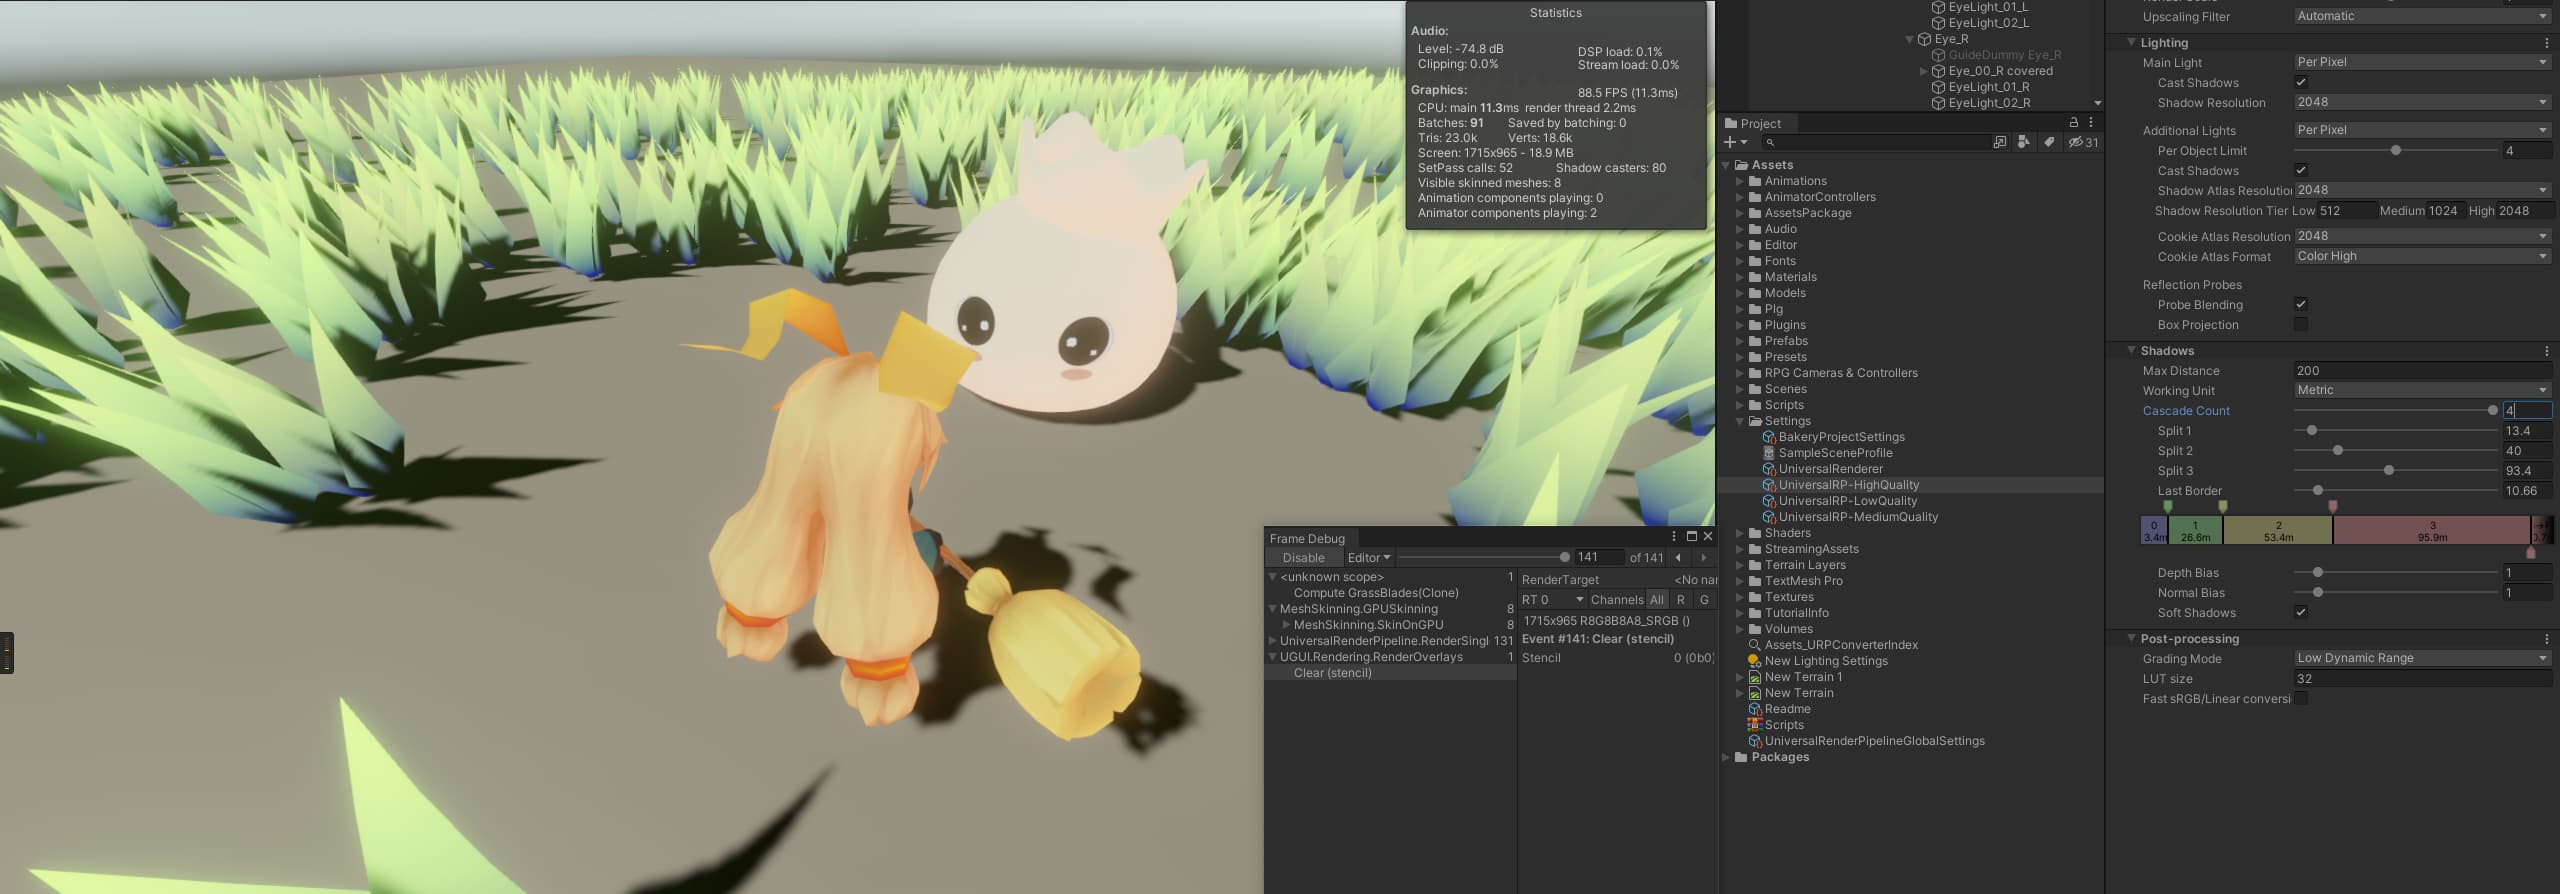 Statistics
Audio:
Level: -74.8 dB
DSP load: 0.1%
Clipping: 0.0%
Stream load: 0.0%
Graphics:
88.5 FPS (11.3ms)
CPU: main 11.3ms render thread 2.2ms
Batches: 91 Saved by batching: 0
Tris: 23.0k Verts: 18.6k
Screen: 1715x965 - 18.9 MB
SetPass calls: 52 Shadow casters: 80
Visible skinned meshes: 8
Animation components playing: 0
Animator components playing: 2
Frame Debug
Disable Editor 141 of 141
<unknown scope> 1
Compute GrassBlades(Clone)
MeshSkinning.GPUSkinning 8
MeshSkinning.SkinOnGPU 8
UniversalRenderPipeline.RenderSingl 131
UGUI.Rendering.RenderOverlays 1
Clear (stencil)
RenderTarget <No nar
RT 0 Channels All R G
1715x965 R8G8B8A8_SRGB ()
Event #141: Clear (stencil)
Stencil 0 (0b0)
EyeLight_01_L
EyeLight_02_L
Eye_R
GuideDummy Eye_R
Eye_00_R covered
EyeLight_01_R
EyeLight_02_R
Project
31
Assets
Animations
AnimatorControllers
AssetsPackage
Audio
Editor
Fonts
Materials
Models
Plg
Plugins
Prefabs
Presets
RPG Cameras & Controllers
Scenes
Scripts
Settings
BakeryProjectSettings
SampleSceneProfile
UniversalRenderer
UniversalRP-HighQuality
UniversalRP-LowQuality
UniversalRP-MediumQuality
Shaders
StreamingAssets
Terrain Layers
TextMesh Pro
Textures
TutorialInfo
Volumes
Assets_URPConverterIndex
New Lighting Settings
New Terrain 1
New Terrain
Readme
Scripts
UniversalRenderPipelineGlobalSettings
Packages
Upscaling Filter Automatic
Lighting
Main Light Per Pixel
Cast Shadows
Shadow Resolution 2048
Additional Lights Per Pixel
Per Object Limit 4
Cast Shadows
Shadow Atlas Resolutio 2048
Shadow Resolution Tier Low 512 Medium 1024 High 2048
Cookie Atlas Resolution 2048
Cookie Atlas Format Color High
Reflection Probes
Probe Blending
Box Projection
Shadows
Max Distance 200
Working Unit Metric
Cascade Count 4
Split 1 13.4
Split 2 40
Split 3 93.4
Last Border 10.66
0 1 2 3
3.4m 26.6m 53.4m 95.9m
Depth Bias 1
Normal Bias 1
Soft Shadows
Post-processing
Grading Mode Low Dynamic Range
LUT size 32
Fast sRGB/Linear conversi